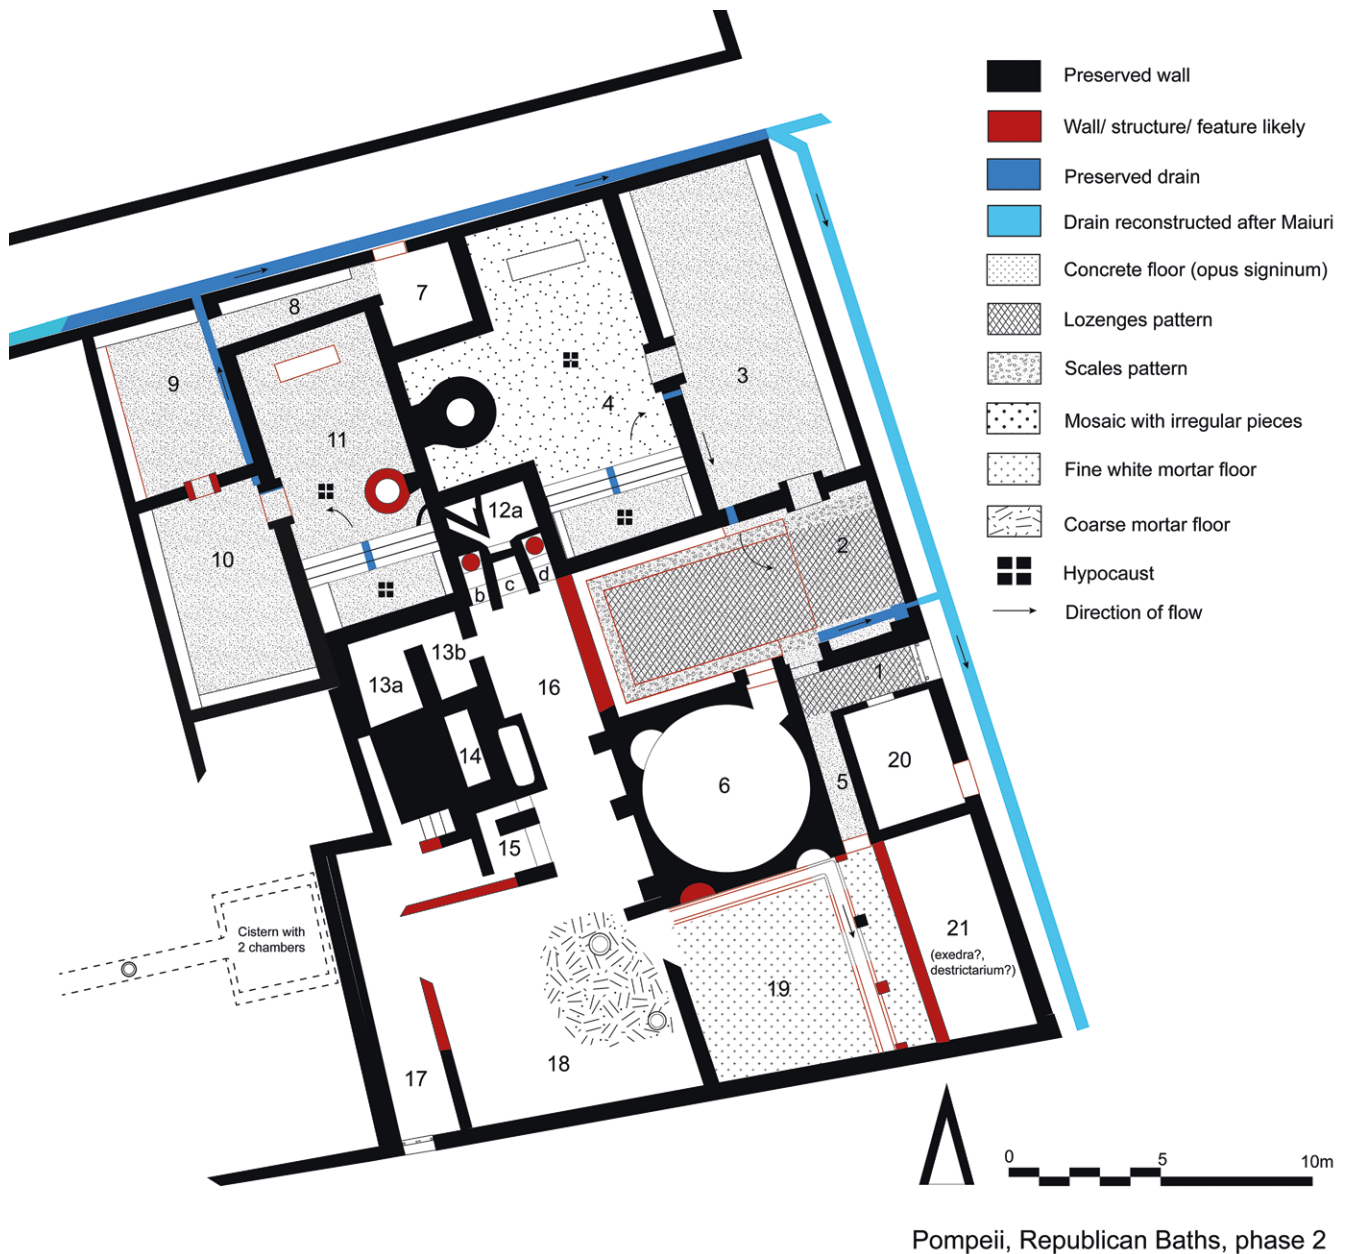 Preserved wall
Wall/ structure/ feature likely
Preserved drain
Drain reconstructed after Maiuri
Concrete floor (opus signinum)
Lozenges pattern
Scales pattern
Mosaic with irregular pieces
Fine white mortar floor
Coarse mortar floor
Hypocaust
Direction of flow
7
8
9
3
4
11
12a
10
2
b
c
d
13b
1
13a
16
14
6
20
5
15
Cistern with
2 chambers
21
(exedra?,
destrictarium?)
19
18
17
0
5
10m
Pompeii, Republican Baths, phase 2